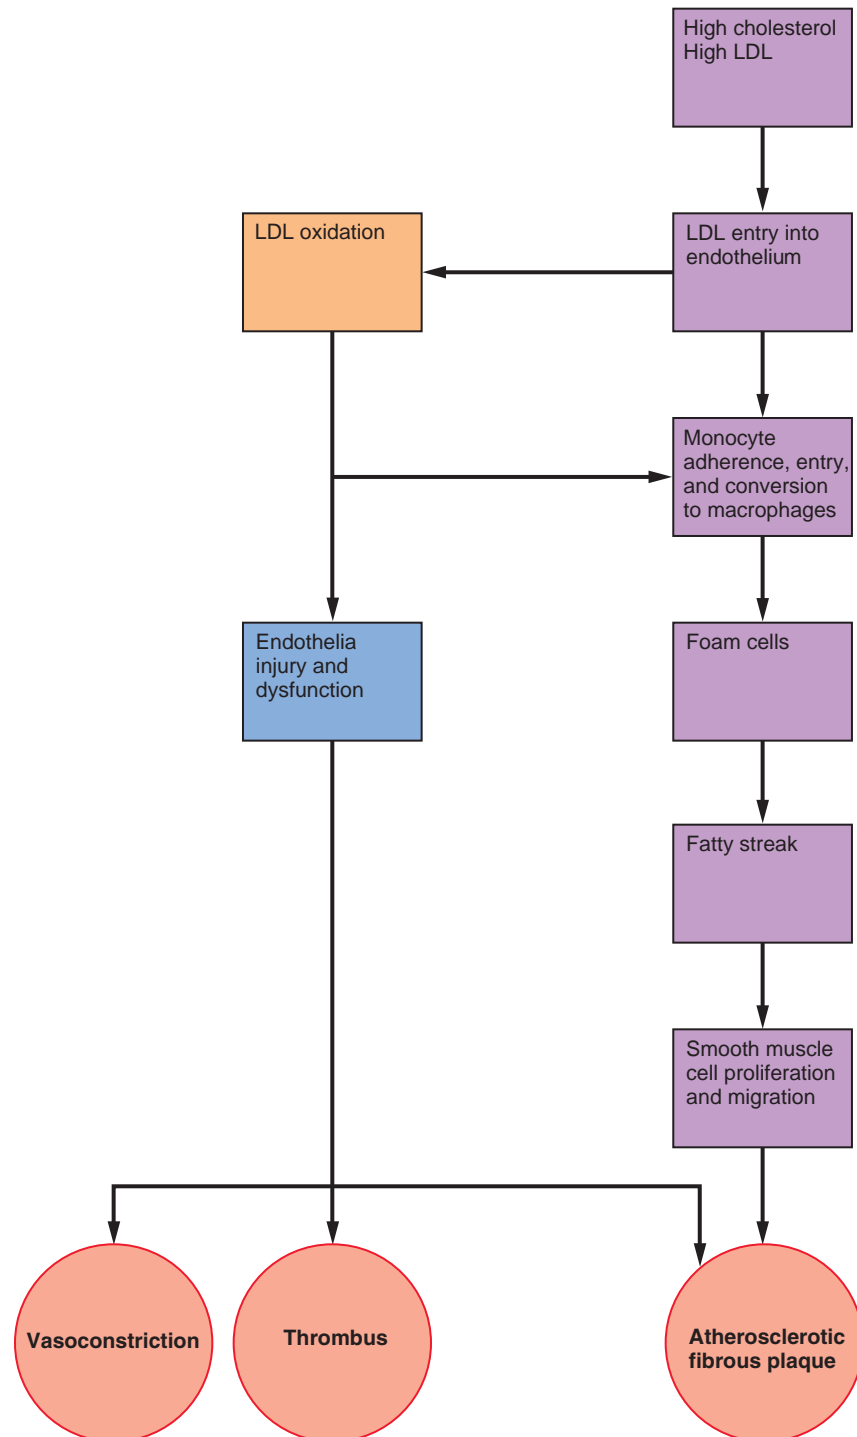 High cholesterol
High LDL
LDL oxidation
LDL entry into
endothelium
Monocyte
adherence, entry,
and conversion
to macrophages
Endothelia
injury and
dysfunction
Foam cells
Fatty streak
Smooth muscle
cell proliferation
and migration
Vasoconstriction
Thrombus
Atherosclerotic
fibrous plaque